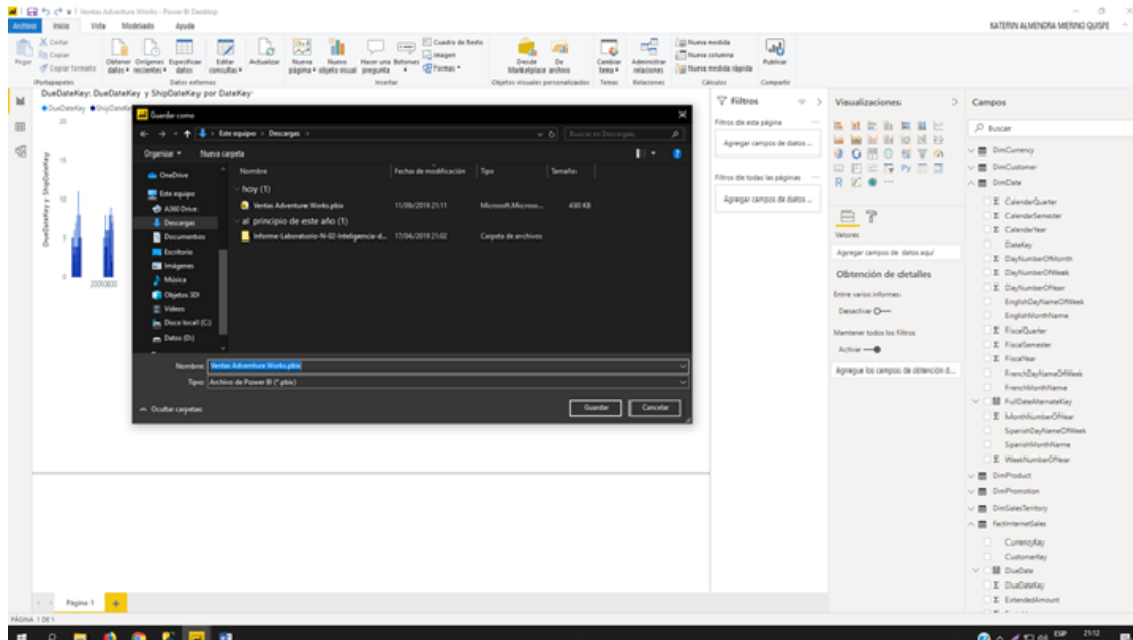 Ventas Adventure Works - Power BI Desktop
Archivo Inicio Vista Modelado Ayuda
KATERIN ALMENDRA MERINO QUISPE
Pegar
Cortar
Copiar
Copiar formato
Obtener datos
Orígenes recientes
Especificar datos
Editar consultas
Actualizar
Nueva página
Nuevo objeto visual
Hacer una pregunta
Botones
Cuadro de texto
Imagen
Formas
Desde Marketplace
De archivo
Cambiar tema
Administrar relaciones
Nueva medida
Nueva columna
Nueva medida rápida
Publicar
Portapapeles
Datos externos
Insertar
Objetos visuales personalizados
Temas
Relaciones
Cálculos
Compartir
DueDateKey, DueDateKey y ShipDateKey por DateKey
DueDateKey ShipDateKey
20
15
10
5
0
DueDateKey y ShipDateKey
20050800
Guardar como
Este equipo > Descargas >
Buscar en Descargas
Organizar Nueva carpeta
OneDrive
Este equipo
A360 Drive
Descargas
Documentos
Escritorio
Imágenes
Música
Objetos 3D
Vídeos
Disco local (C:)
Datos (D:)
Nombre Fecha de modificación Tipo Tamaño
hoy (1)
Ventas Adventure Works.pbix 11/09/2019 21:11 Microsoft.Microso... 430 KB
al principio de este año (1)
Informe-Laboratorio-N-02-Inteligencia-d... 17/04/2019 21:02 Carpeta de archivos
Nombre: Ventas Adventure Works.pbix
Tipo: Archivo de Power BI (*.pbix)
Ocultar carpetas
Guardar Cancelar
Filtros
Filtros de esta página ...
Agregar campos de datos ...
Filtros de todas las páginas ...
Agregar campos de datos ...
Visualizaciones
R
Py
Valores
Agregar campos de datos aquí
Obtención de detalles
Entre varios informes
Desactivar
Mantener todos los filtros
Activar
Agregue los campos de obtención d...
Campos
Buscar
DimCurrency
DimCustomer
DimDate
Σ CalendarQuarter
Σ CalendarSemester
Σ CalendarYear
DateKey
Σ DayNumberOfMonth
Σ DayNumberOfWeek
Σ DayNumberOfYear
EnglishDayNameOfWeek
EnglishMonthName
Σ FiscalQuarter
Σ FiscalSemester
Σ FiscalYear
FrenchDayNameOfWeek
FrenchMonthName
FullDateAlternateKey
Σ MonthNumberOfYear
SpanishDayNameOfWeek
SpanishMonthName
Σ WeekNumberOfYear
DimProduct
DimPromotion
DimSalesTerritory
FactInternetSales
CurrencyKey
CustomerKey
DueDate
Σ DueDateKey
Σ ExtendedAmount
Página 1
PÁGINA 1 DE 1
ESP 21:12